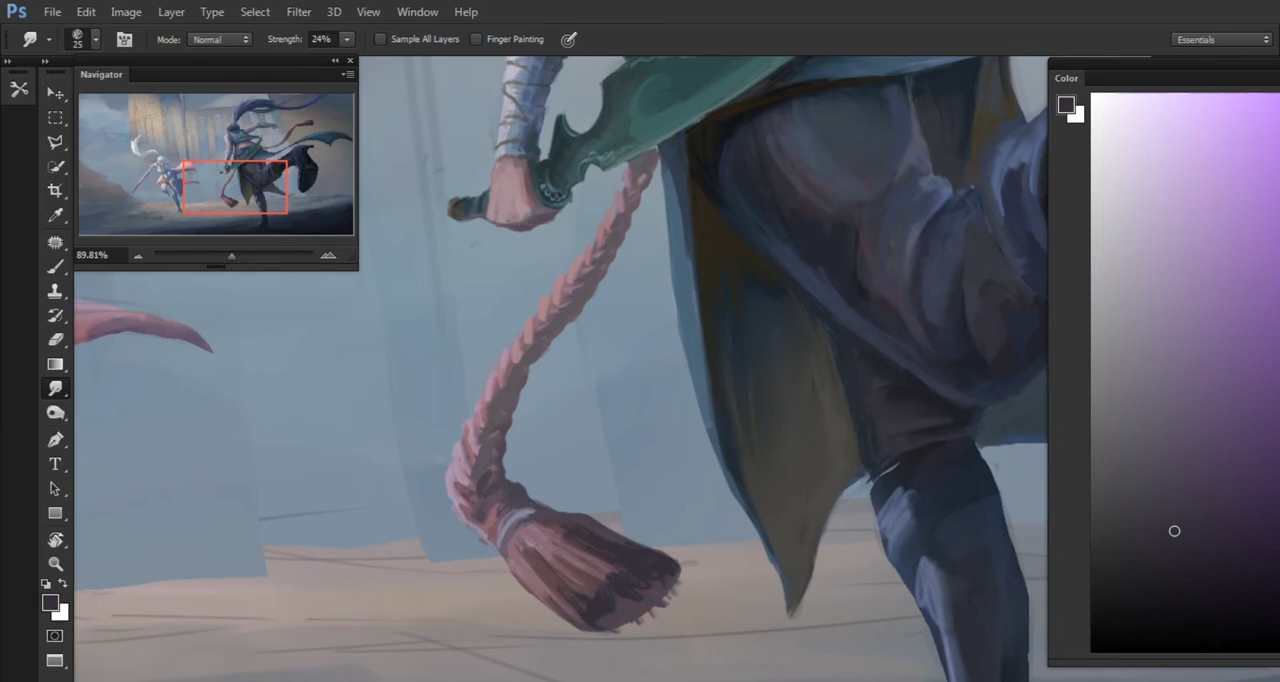 Ps File Edit Image Layer Type Select Filter 3D View Window Help
25 Mode: Normal Strength: 24% Sample All Layers Finger Painting Essentials
Navigator
Color
89.81%
T